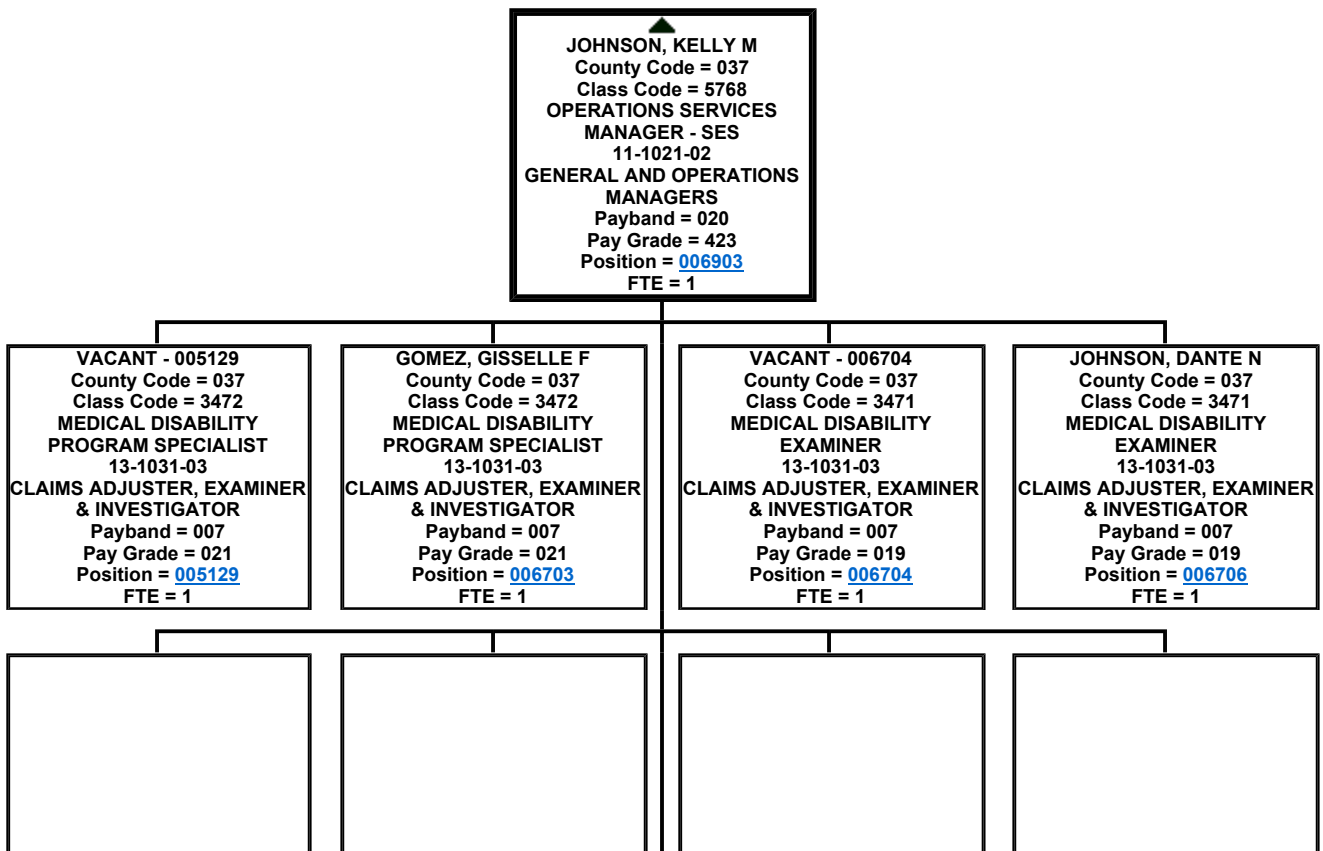 JOHNSON, KELLY M
County Code = 037
Class Code = 5768
OPERATIONS SERVICES
MANAGER - SES
11-1021-02
GENERAL AND OPERATIONS
MANAGERS
Payband = 020
Pay Grade = 423
Position = 006903
FTE = 1
VACANT - 005129
County Code = 037
Class Code = 3472
MEDICAL DISABILITY
PROGRAM SPECIALIST
13-1031-03
CLAIMS ADJUSTER, EXAMINER
& INVESTIGATOR
Payband = 007
Pay Grade = 021
Position = 005129
FTE = 1
GOMEZ, GISSELLE F
County Code = 037
Class Code = 3472
MEDICAL DISABILITY
PROGRAM SPECIALIST
13-1031-03
CLAIMS ADJUSTER, EXAMINER
& INVESTIGATOR
Payband = 007
Pay Grade = 021
Position = 006703
FTE = 1
VACANT - 006704
County Code = 037
Class Code = 3471
MEDICAL DISABILITY
EXAMINER
13-1031-03
CLAIMS ADJUSTER, EXAMINER
& INVESTIGATOR
Payband = 007
Pay Grade = 019
Position = 006704
FTE = 1
JOHNSON, DANTE N
County Code = 037
Class Code = 3471
MEDICAL DISABILITY
EXAMINER
13-1031-03
CLAIMS ADJUSTER, EXAMINER
& INVESTIGATOR
Payband = 007
Pay Grade = 019
Position = 006706
FTE = 1